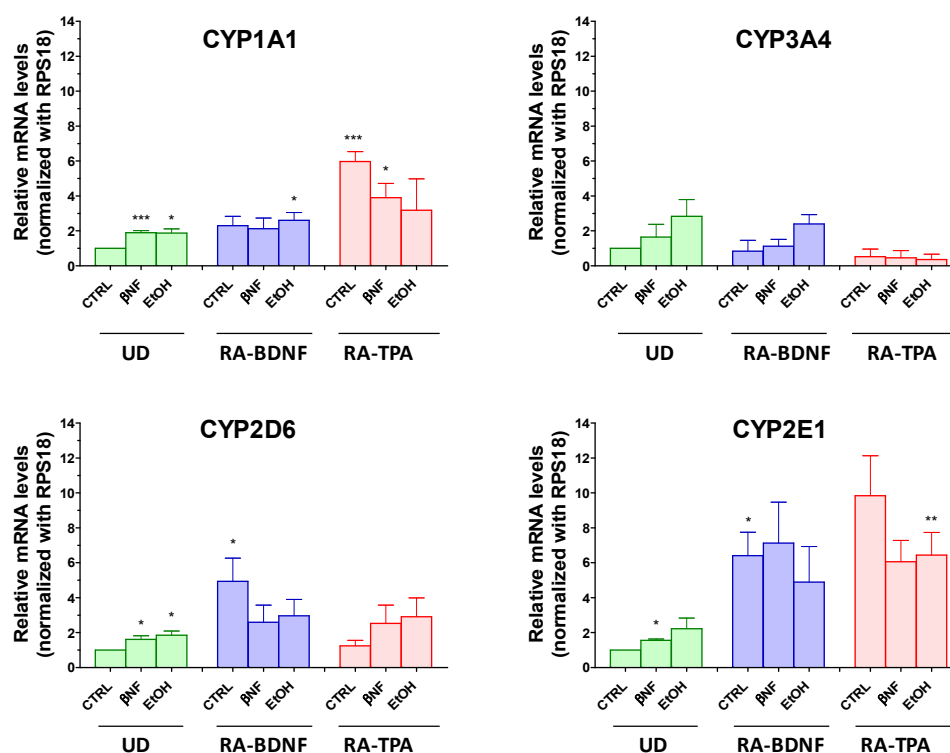 CYP1A1
Relative mRNA levels
(normalized with RPS18)
14
12
10
8
6
4
2
0
***
*
*
***
*
CTRL
βNF
EtOH
CTRL
βNF
EtOH
CTRL
βNF
EtOH
UD
RA-BDNF
RA-TPA
CYP3A4
Relative mRNA levels
(normalized with RPS18)
14
12
10
8
6
4
2
0
CTRL
βNF
EtOH
CTRL
βNF
EtOH
CTRL
βNF
EtOH
UD
RA-BDNF
RA-TPA
CYP2D6
Relative mRNA levels
(normalized with RPS18)
14
12
10
8
6
4
2
0
*
*
*
CTRL
βNF
EtOH
CTRL
βNF
EtOH
CTRL
βNF
EtOH
UD
RA-BDNF
RA-TPA
CYP2E1
Relative mRNA levels
(normalized with RPS18)
14
12
10
8
6
4
2
0
*
*
**
CTRL
βNF
EtOH
CTRL
βNF
EtOH
CTRL
βNF
EtOH
UD
RA-BDNF
RA-TPA